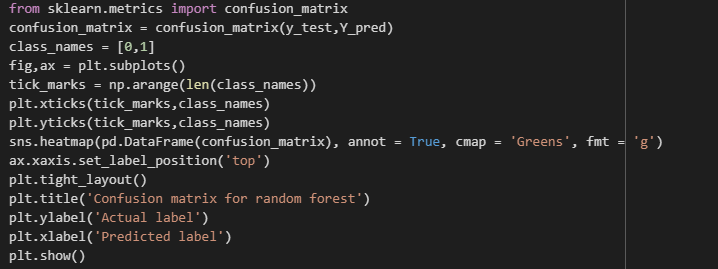 from sklearn.metrics import confusion_matrix
confusion_matrix = confusion_matrix(y_test,Y_pred)
class_names = [0,1]
fig,ax = plt.subplots()
tick_marks = np.arange(len(class_names))
plt.xticks(tick_marks,class_names)
plt.yticks(tick_marks,class_names)
sns.heatmap(pd.DataFrame(confusion_matrix), annot = True, cmap = 'Greens', fmt = 'g')
ax.xaxis.set_label_position('top')
plt.tight_layout()
plt.title('Confusion matrix for random forest')
plt.ylabel('Actual label')
plt.xlabel('Predicted label')
plt.show()